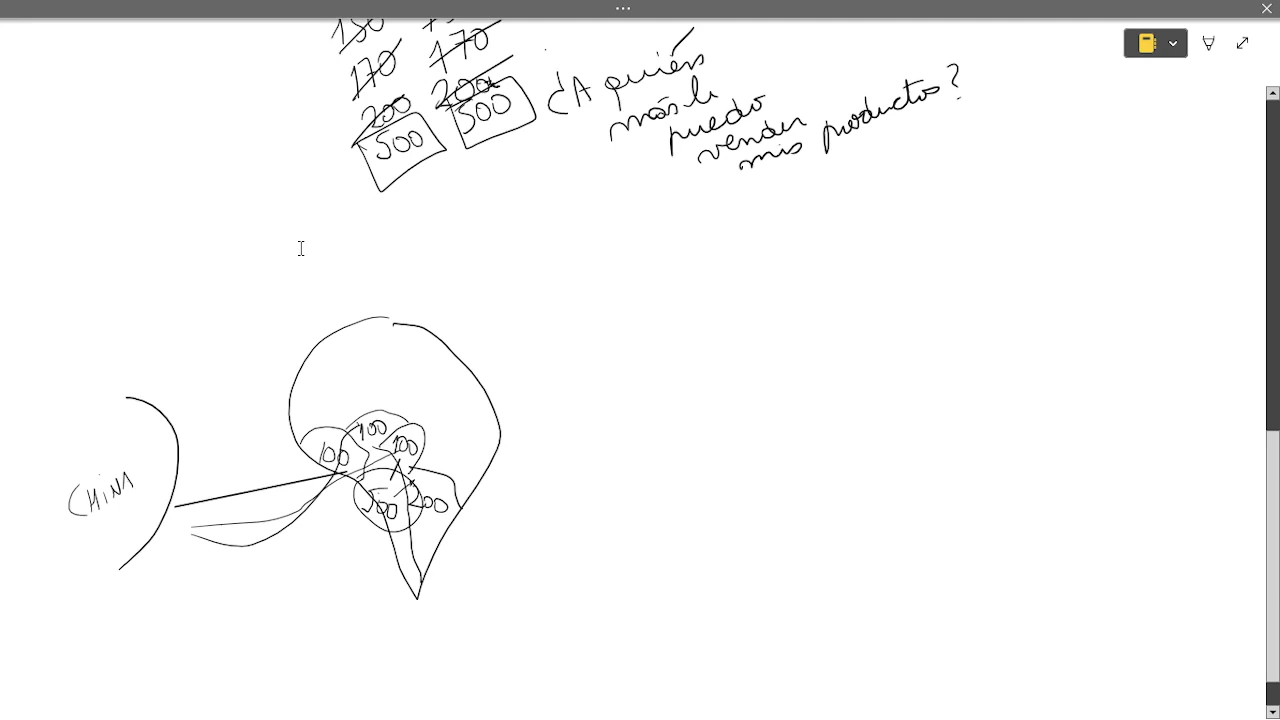 150
170 170
200 200
500 500
¿A quién
más le
puedo
vender
mis productos?
100
100 100
CHINA
500 200